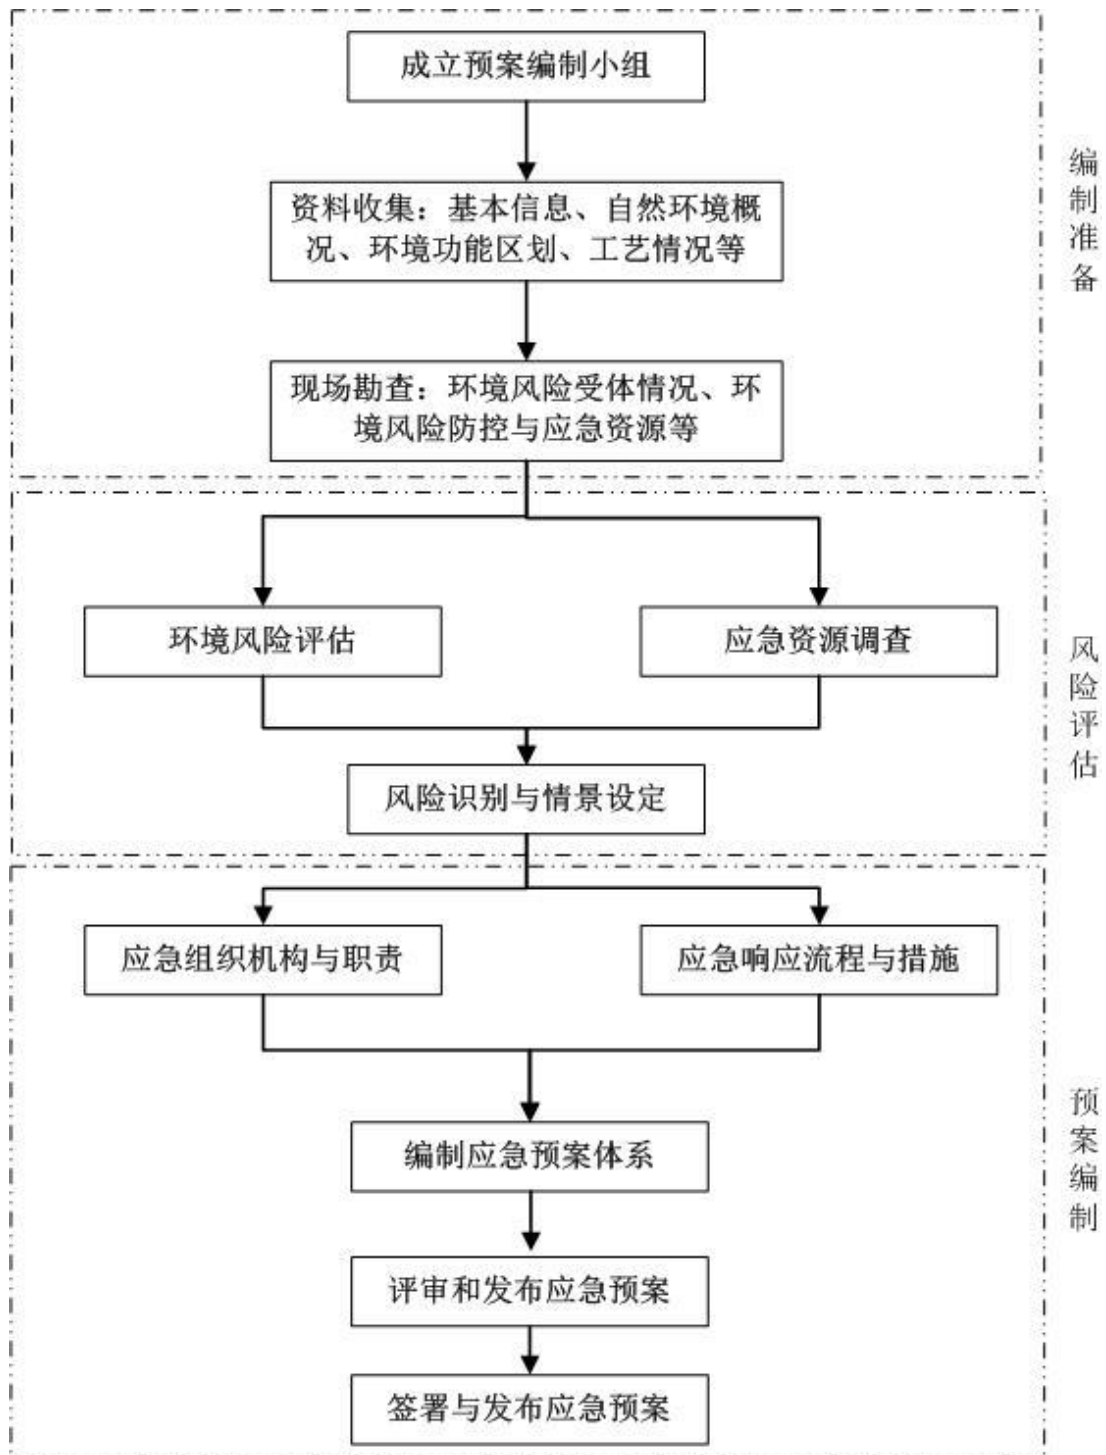 成立预案编制小组
资料收集：基本信息、自然环境概
况、环境功能区划、工艺情况等
现场勘查：环境风险受体情况、环
境风险防控与应急资源等
编制准备
环境风险评估
应急资源调查
风险识别与情景设定
风险评估
应急组织机构与职责
应急响应流程与措施
编制应急预案体系
评审和发布应急预案
签署与发布应急预案
预案编制